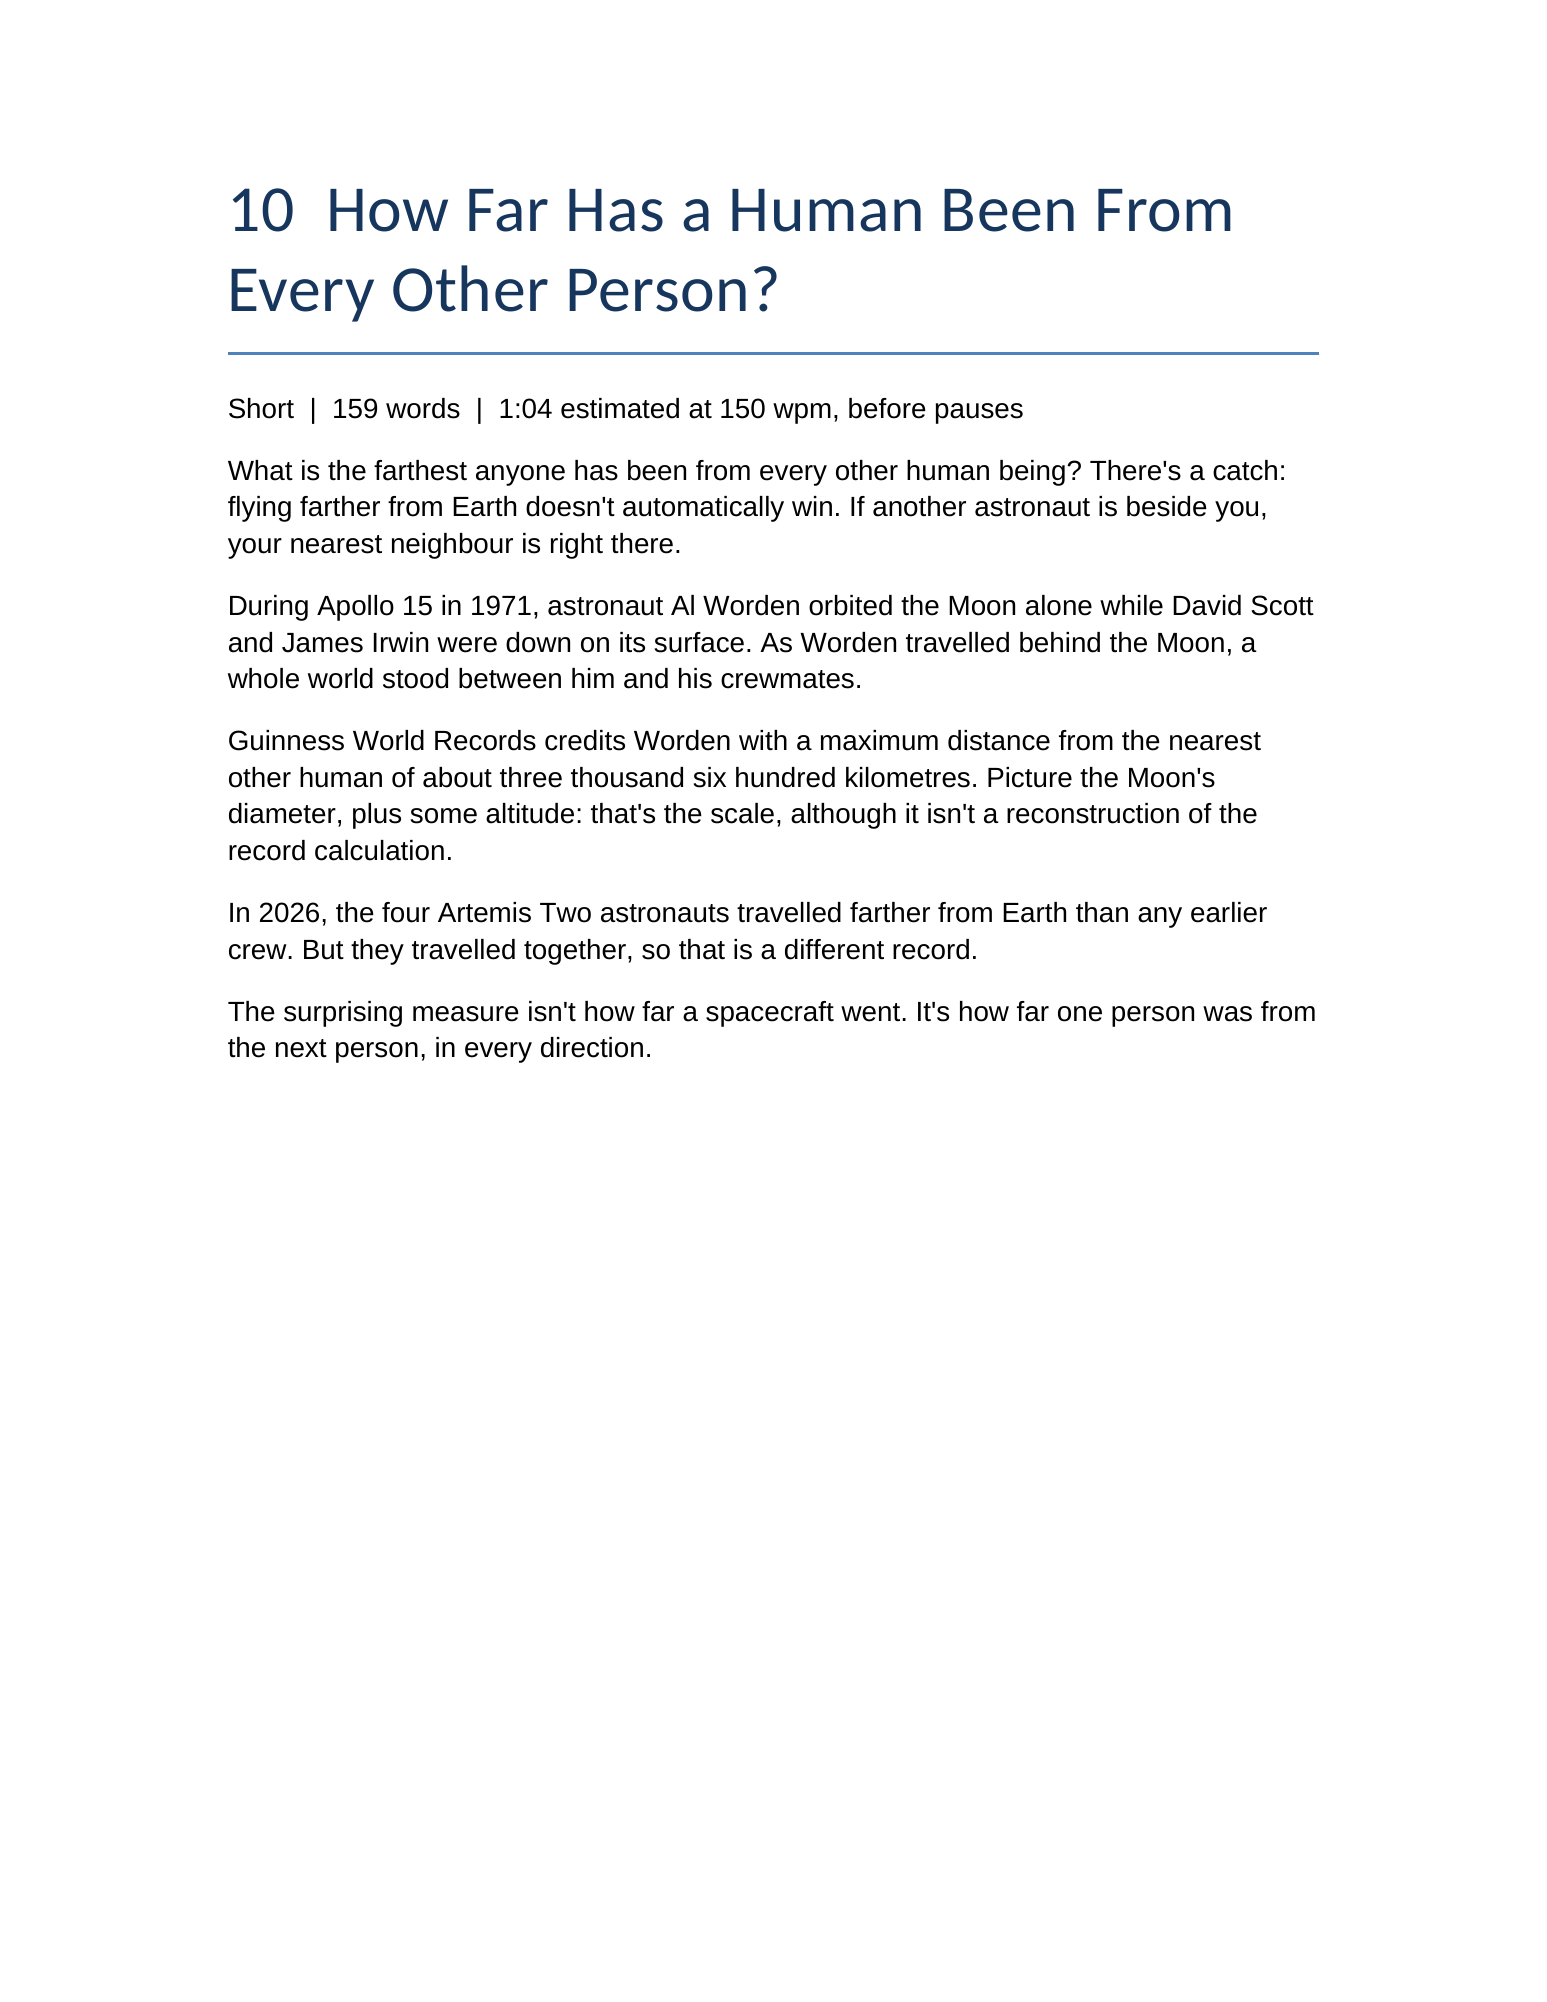 10  How Far Has a Human Been From
Every Other Person?
Short  |  159 words  |  1:04 estimated at 150 wpm, before pauses
What is the farthest anyone has been from every other human being? There's a catch:
flying farther from Earth doesn't automatically win. If another astronaut is beside you,
your nearest neighbour is right there.
During Apollo 15 in 1971, astronaut Al Worden orbited the Moon alone while David Scott
and James Irwin were down on its surface. As Worden travelled behind the Moon, a
whole world stood between him and his crewmates.
Guinness World Records credits Worden with a maximum distance from the nearest
other human of about three thousand six hundred kilometres. Picture the Moon's
diameter, plus some altitude: that's the scale, although it isn't a reconstruction of the
record calculation.
In 2026, the four Artemis Two astronauts travelled farther from Earth than any earlier
crew. But they travelled together, so that is a different record.
The surprising measure isn't how far a spacecraft went. It's how far one person was from
the next person, in every direction.